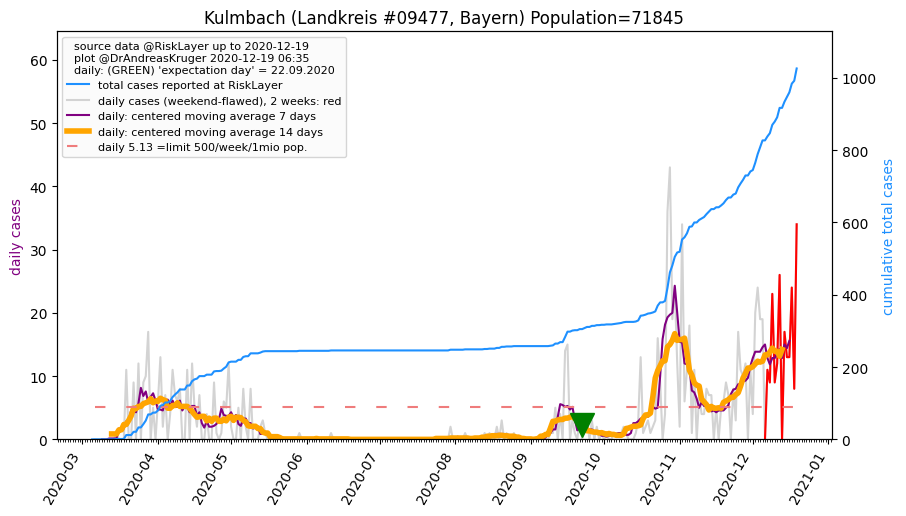 Kulmbach (Landkreis #09477, Bayern) Population=71845
source data @RiskLayer up to 2020-12-19
plot @DrAndreasKruger 2020-12-19 06:35
daily: (GREEN) 'expectation day' = 22.09.2020
total cases reported at RiskLayer
daily cases (weekend-flawed), 2 weeks: red
daily: centered moving average 7 days
daily: centered moving average 14 days
daily 5.13 =limit 500/week/1mio pop.
daily cases
60
50
40
30
20
10
0
cumulative total cases
1000
800
600
400
200
0
2020-03
2020-04
2020-05
2020-06
2020-07
2020-08
2020-09
2020-10
2020-11
2020-12
2021-01